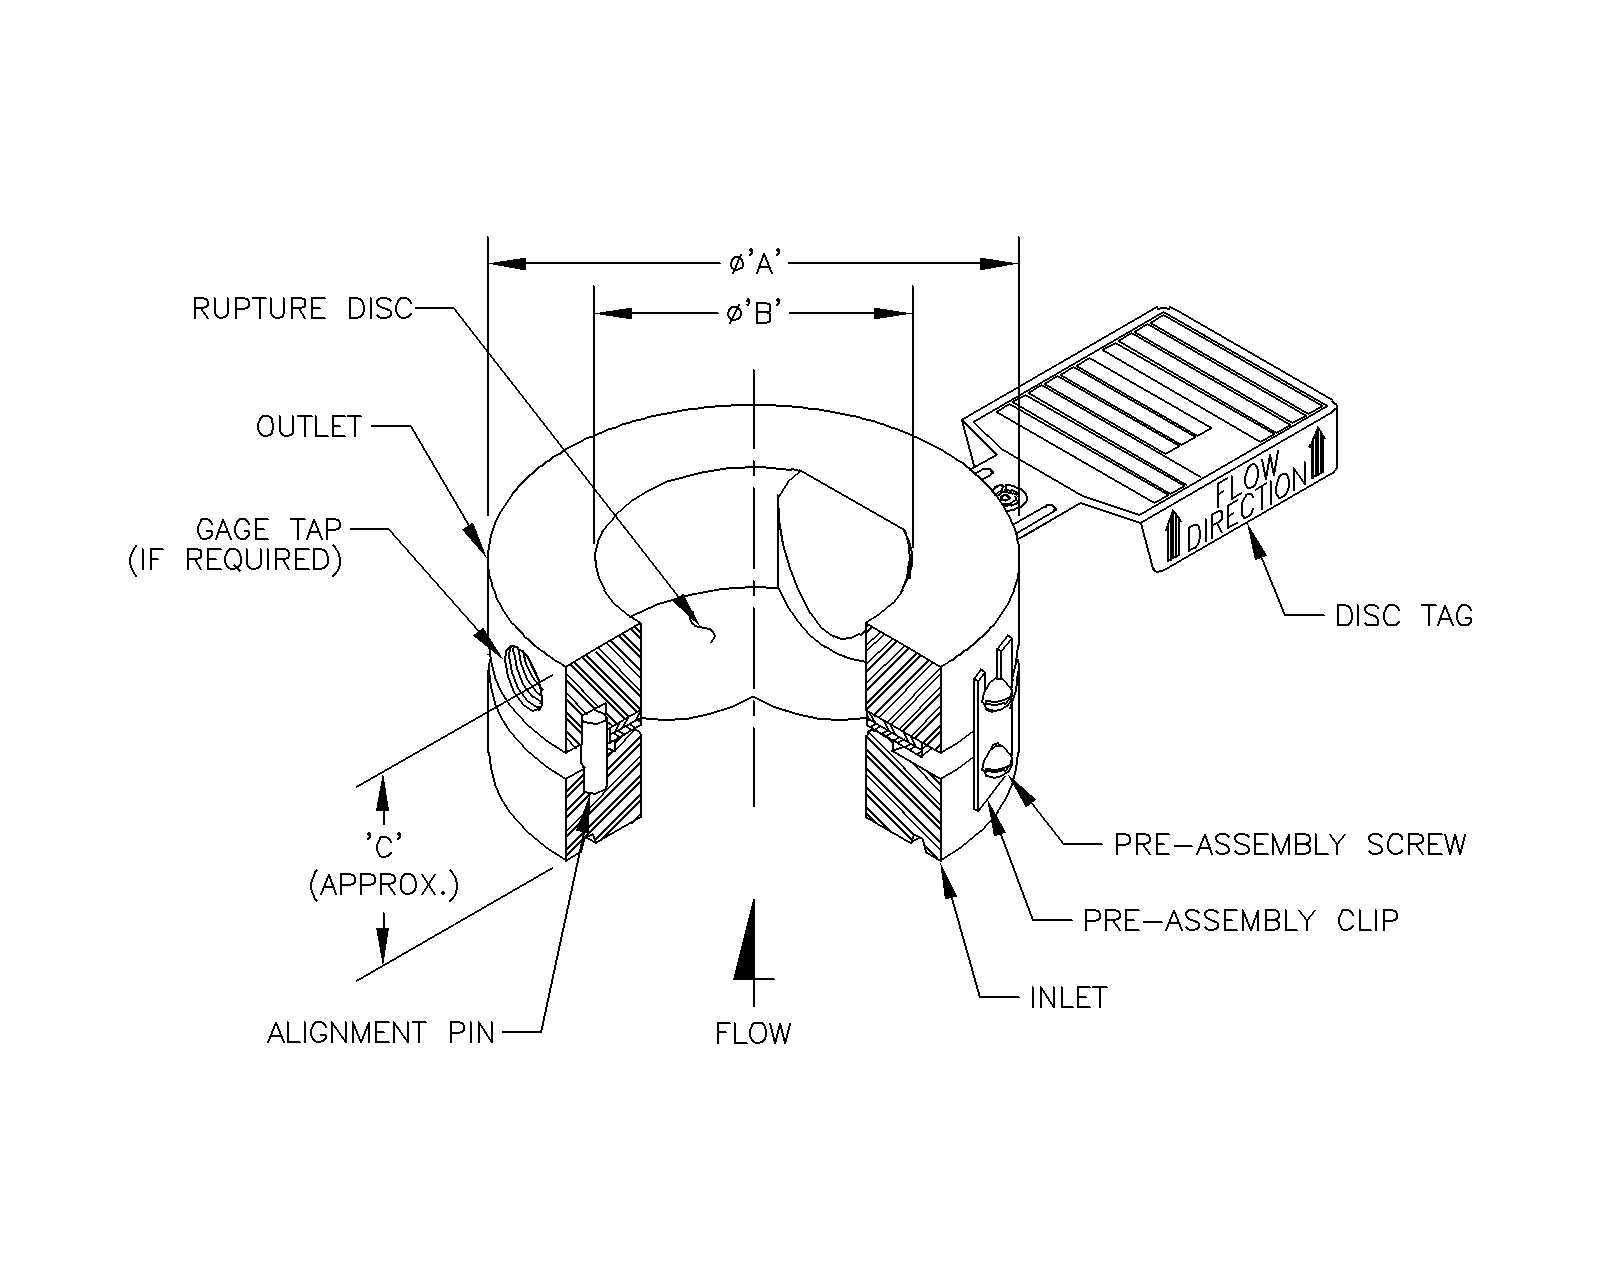 ø'A'
ø'B'
RUPTURE DISC
OUTLET
GAGE TAP
(IF REQUIRED)
FLOW
DIRECTION
DISC TAG
'C'
(APPROX.)
PRE-ASSEMBLY SCREW
PRE-ASSEMBLY CLIP
INLET
ALIGNMENT PIN
FLOW